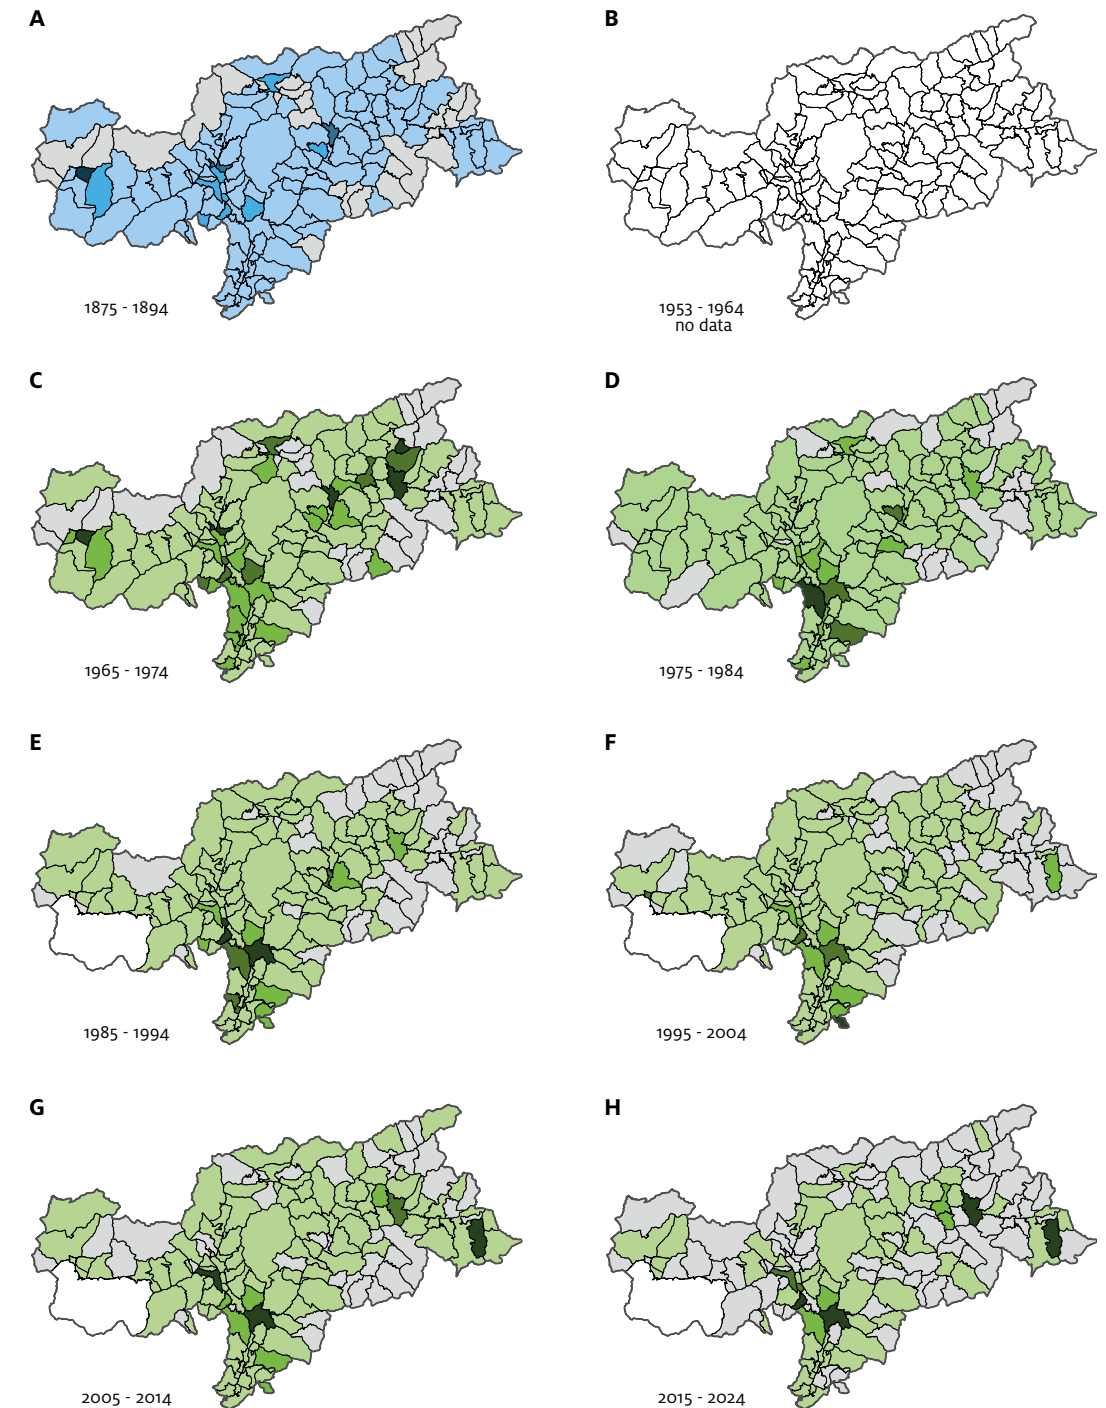 A
B
1875 - 1894
1953 - 1964
no data
C
D
1965 - 1974
1975 - 1984
E
F
1985 - 1994
1995 - 2004
G
H
2005 - 2014
2015 - 2024